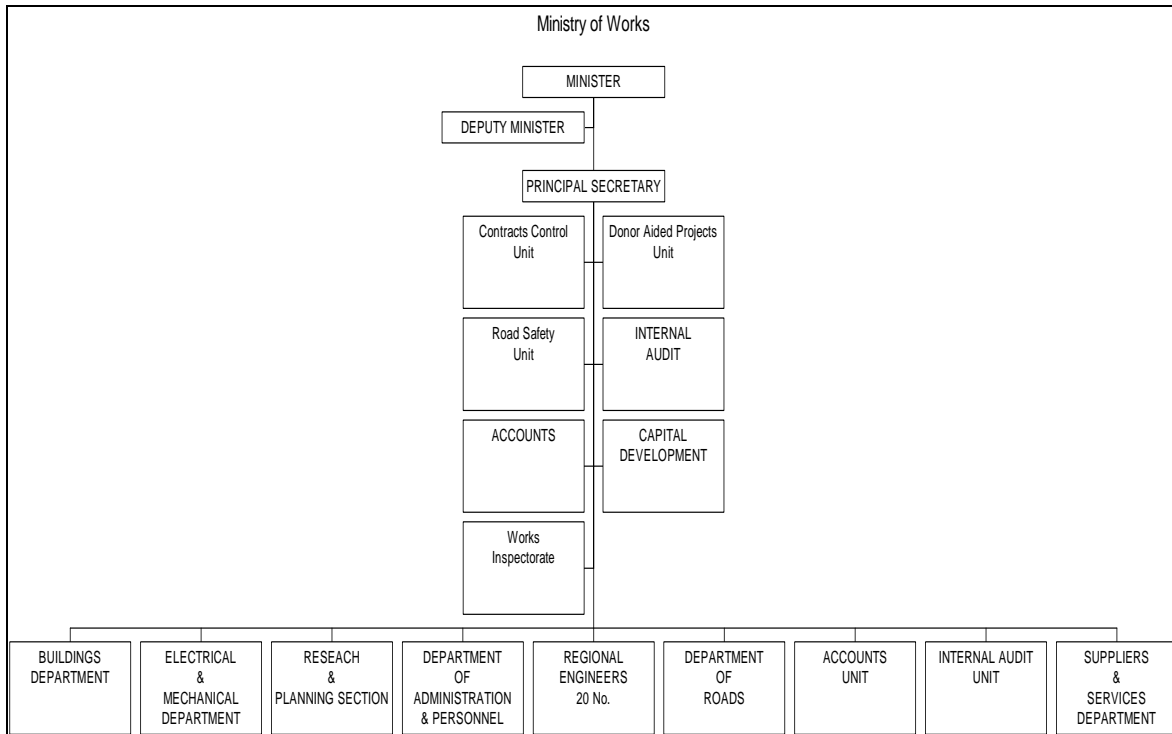 Ministry of Works
MINISTER
DEPUTY MINISTER
PRINCIPAL SECRETARY
Contracts Control
Unit
Donor Aided Projects
Unit
Road Safety
Unit
INTERNAL
AUDIT
ACCOUNTS
CAPITAL
DEVELOPMENT
Works
Inspectorate
BUILDINGS
DEPARTMENT
ELECTRICAL
&
MECHANICAL
DEPARTMENT
RESEACH
&
PLANNING SECTION
DEPARTMENT
OF
ADMINISTRATION
& PERSONNEL
REGIONAL
ENGINEERS
20 No.
DEPARTMENT
OF
ROADS
ACCOUNTS
UNIT
INTERNAL AUDIT
UNIT
SUPPLIERS
&
SERVICES
DEPARTMENT